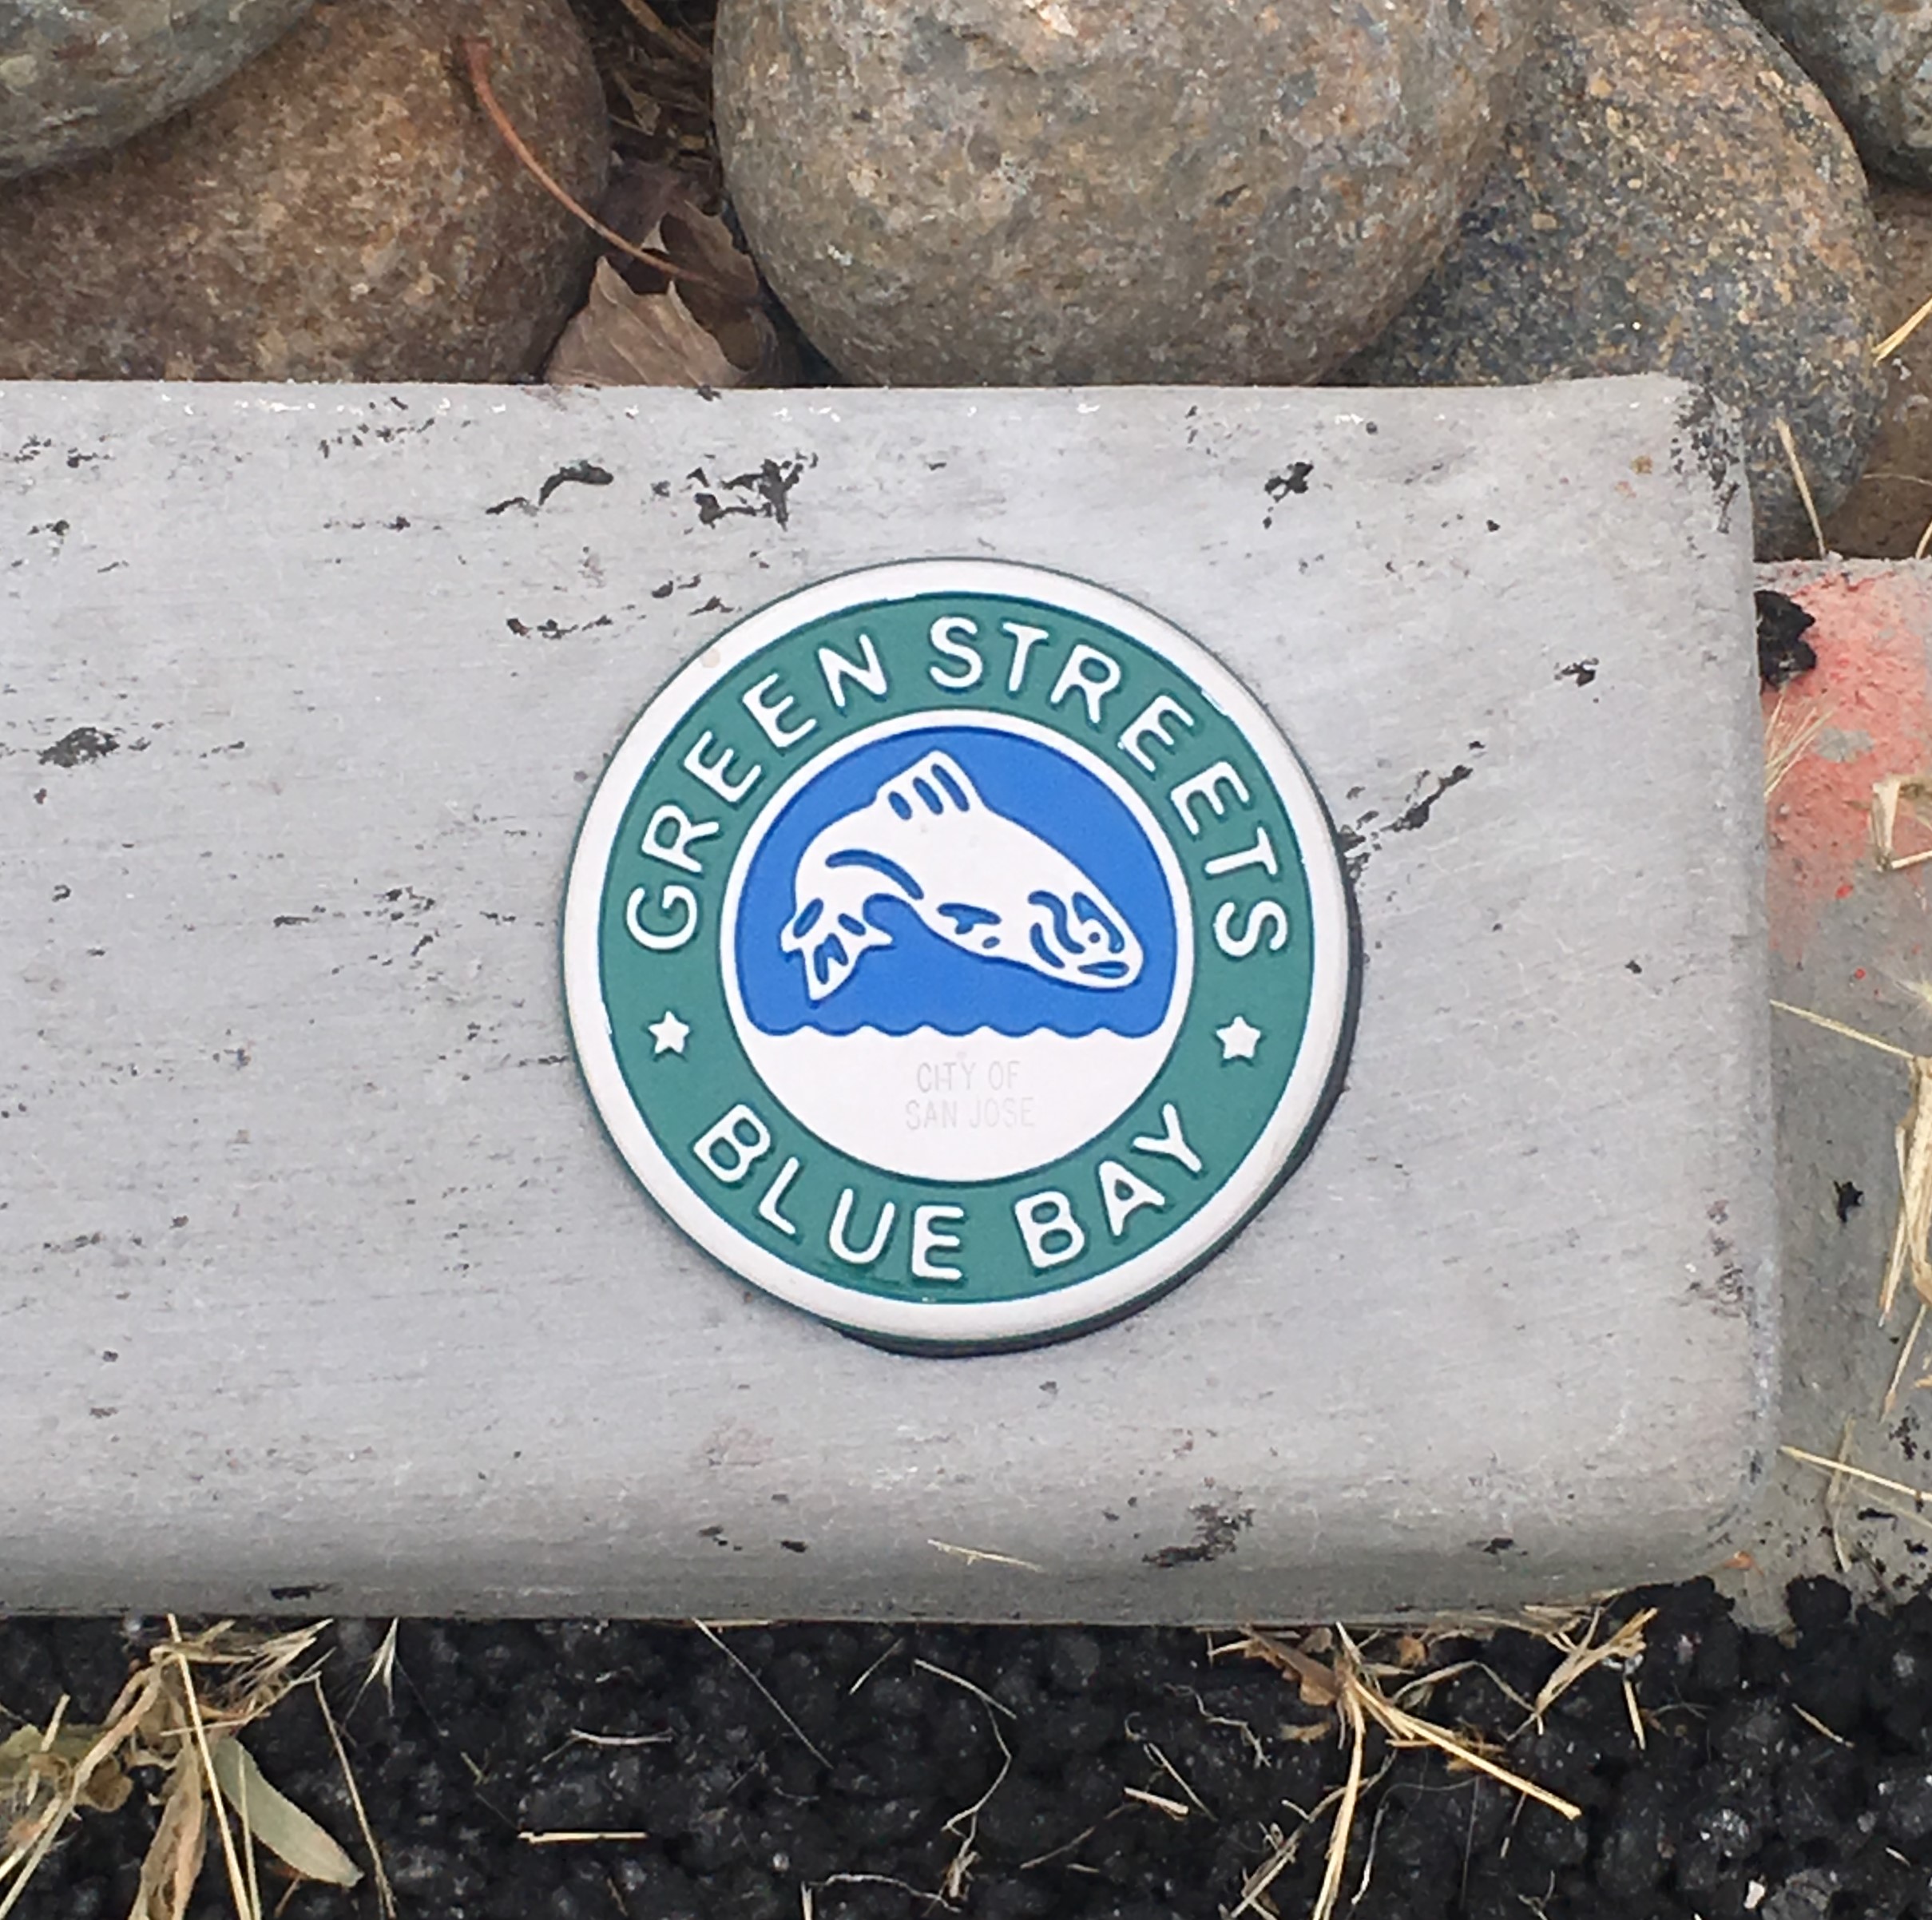 GREEN STREETS
CITY OF
SAN JOSE
BLUE BAY